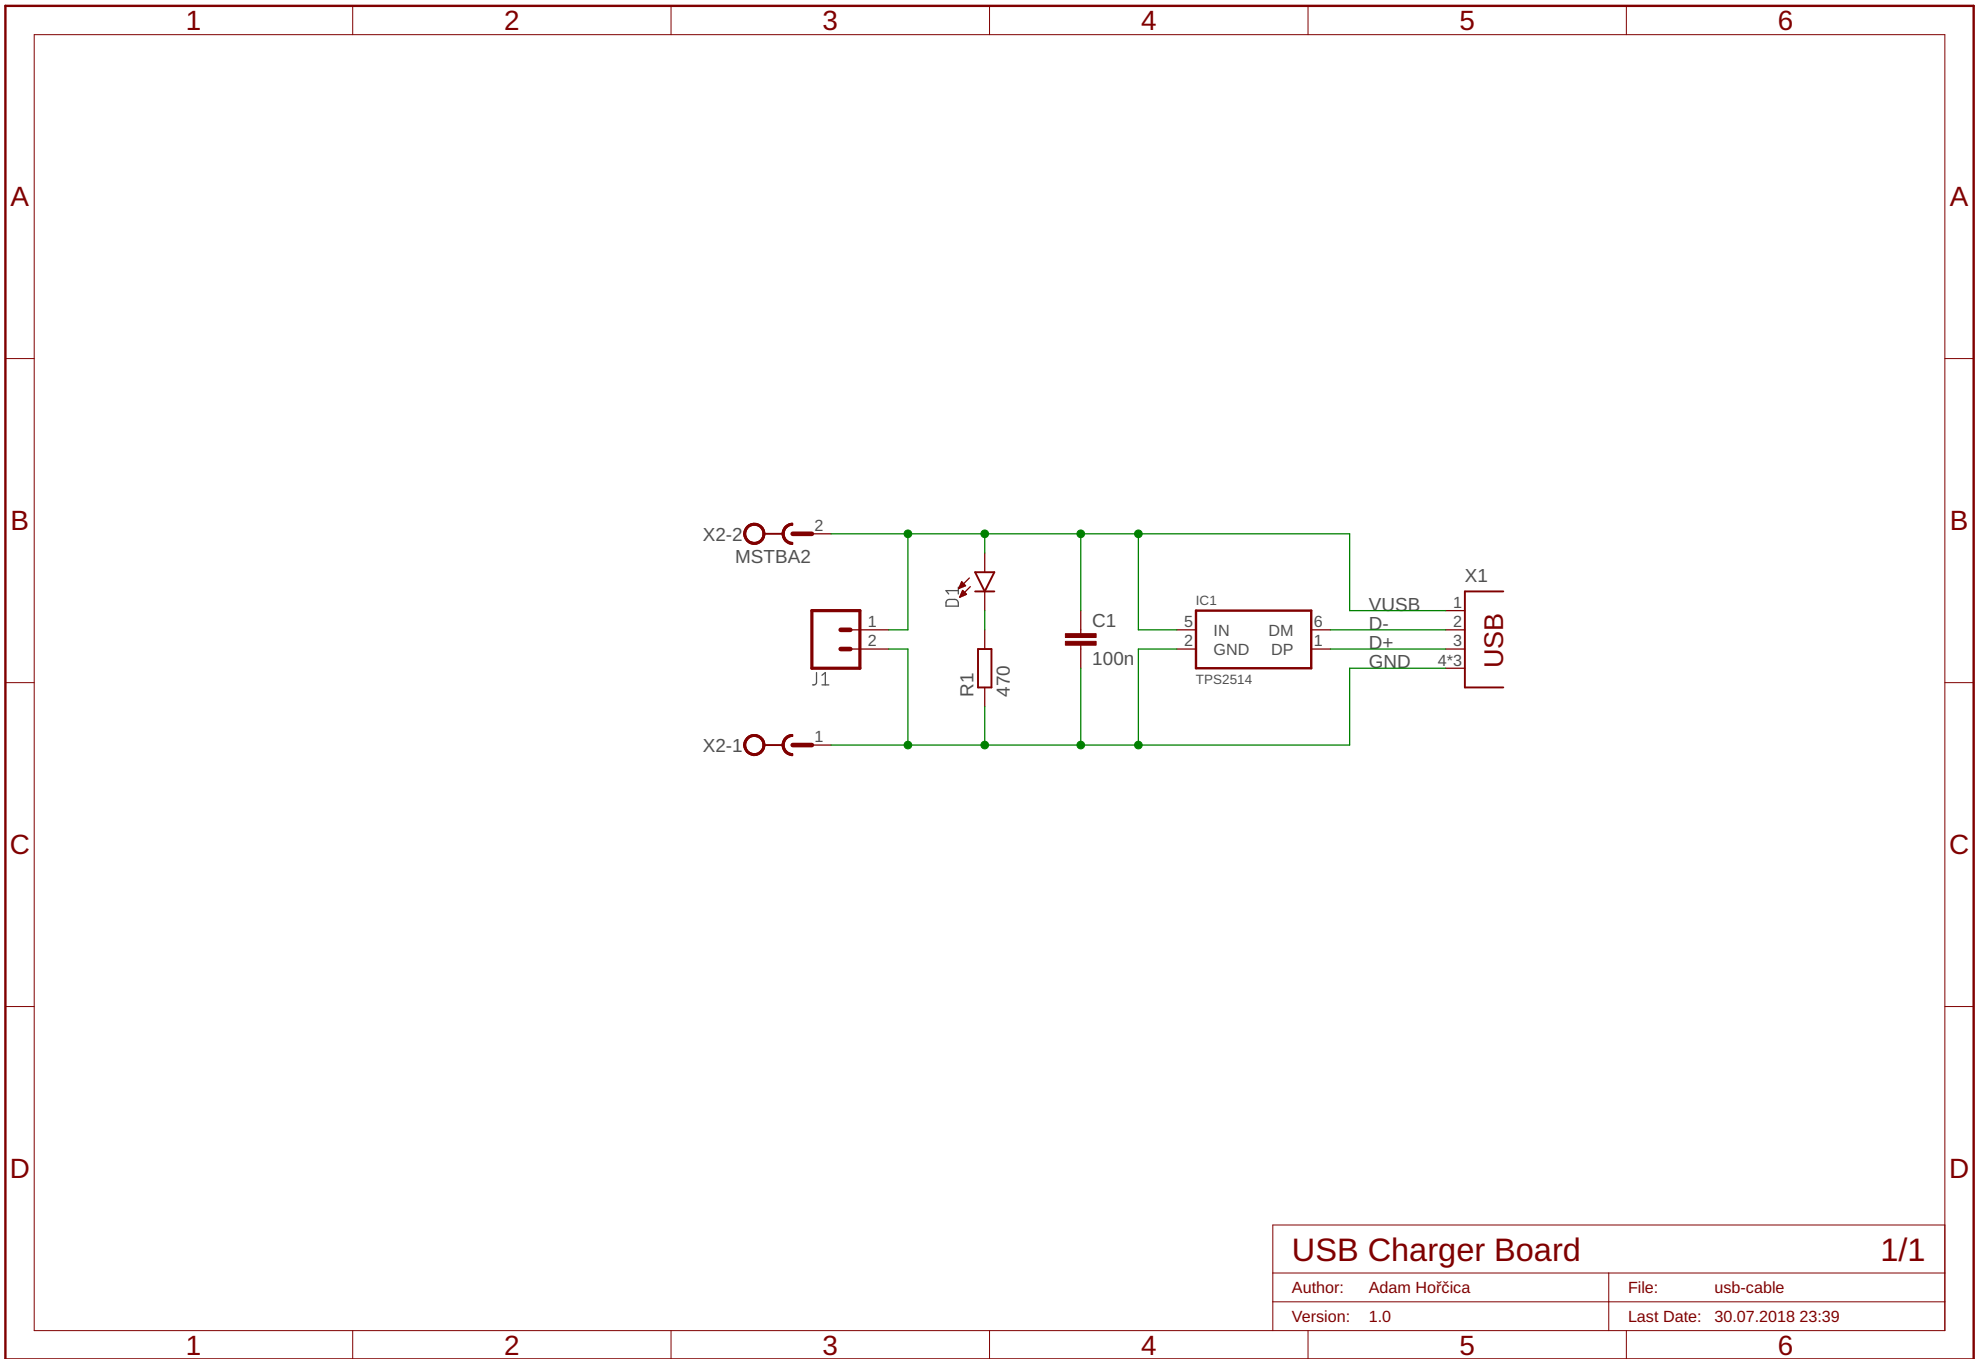 1 2 3 4 5 6
A A
B B
X2-2 2
MSTBA2
D1
X1
IC1
VUSB 1
J1 1
2
C1
100n
5 IN DM 6
2 GND DP 1
D- 2
D+ 3
GND 4*3
USB
TPS2514
R1 470
X2-1 1
C C
D D
USB Charger Board 1/1
Author: Adam Hořčica File: usb-cable
Version: 1.0 Last Date: 30.07.2018 23:39
1 2 3 4 5 6